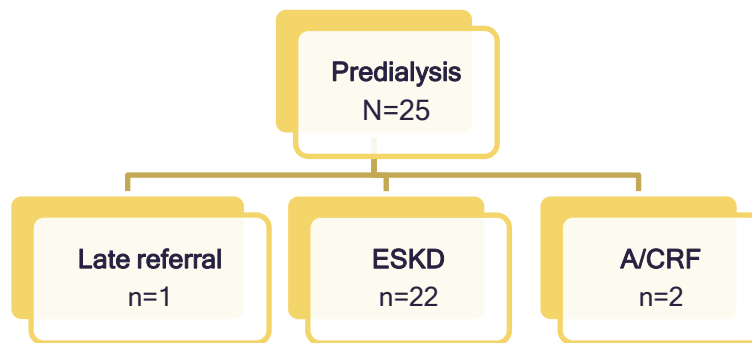 Predialysis
N=25
Late referral
n=1
ESKD
n=22
A/CRF
n=2